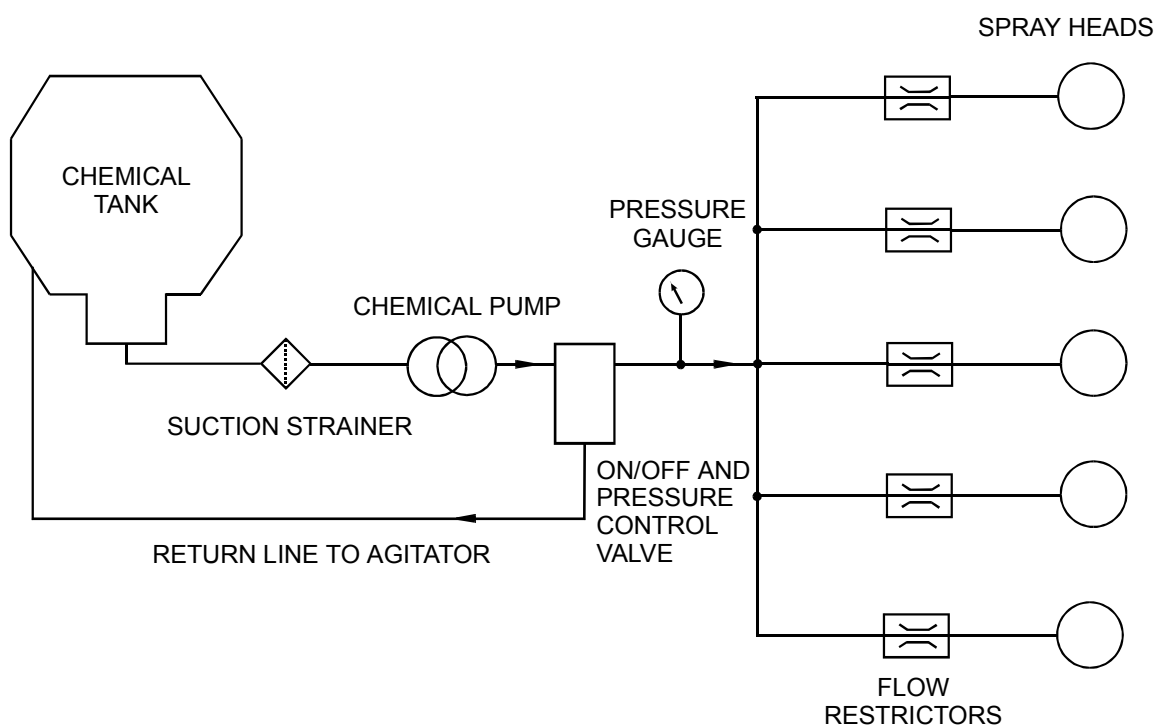 SPRAY HEADS
CHEMICAL
TANK
PRESSURE
GAUGE
CHEMICAL PUMP
SUCTION STRAINER
ON/OFF AND
PRESSURE
CONTROL
VALVE
RETURN LINE TO AGITATOR
FLOW
RESTRICTORS